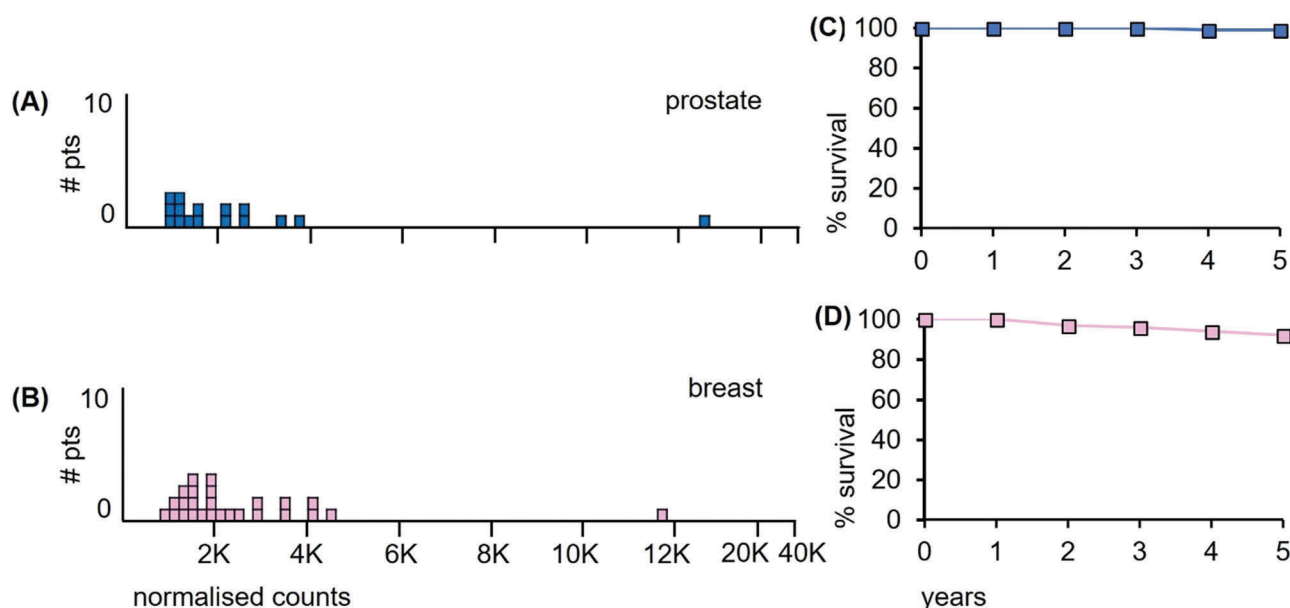 (A)
10
# pts
0
prostate
(B)
10
# pts
0
breast
2K 4K 6K 8K 10K 12K 20K 40K
normalised counts
(C) 100
80
60
40
20
0
% survival
0 1 2 3 4 5
(D) 100
80
60
40
20
0
% survival
0 1 2 3 4 5
years